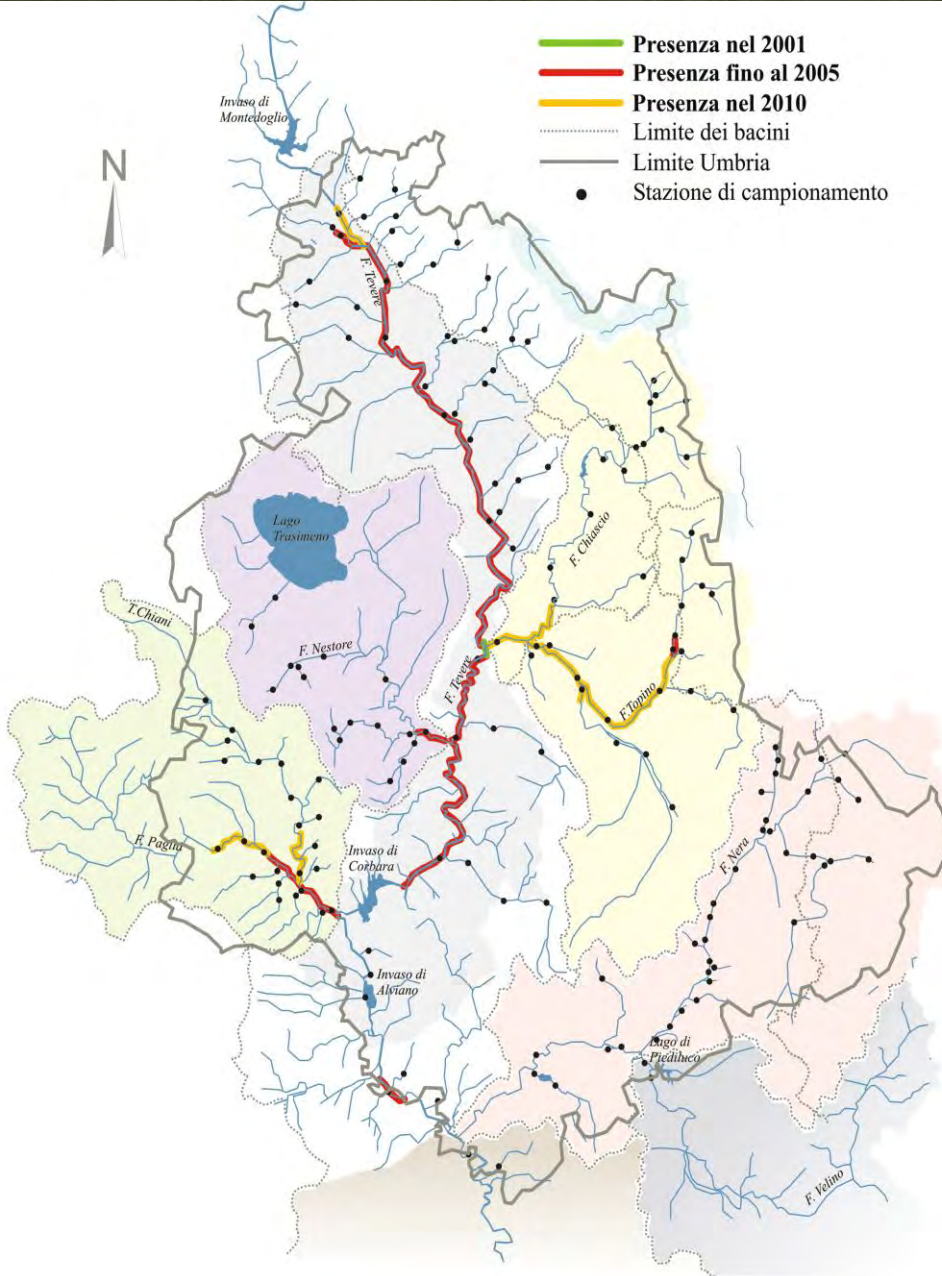 Presenza nel 2001
Presenza fino al 2005
Presenza nel 2010
Limite dei bacini
Limite Umbria
Stazione di campionamento
Invaso di
Montedoglio
N
F. Tevere
Lago
Trasimeno
F. Chiascio
T.Chiani
F. Nestore
F. Tevere
F.Topino
F. Paglia
Invaso di
Corbara
F. Nera
Invaso di
Alviano
Lago di
Piediluco
F. Velino